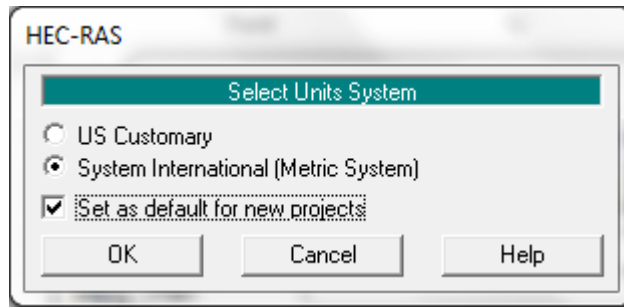 HEC-RAS
Select Units System
US Customary
System International (Metric System)
Set as default for new projects
OK Cancel Help